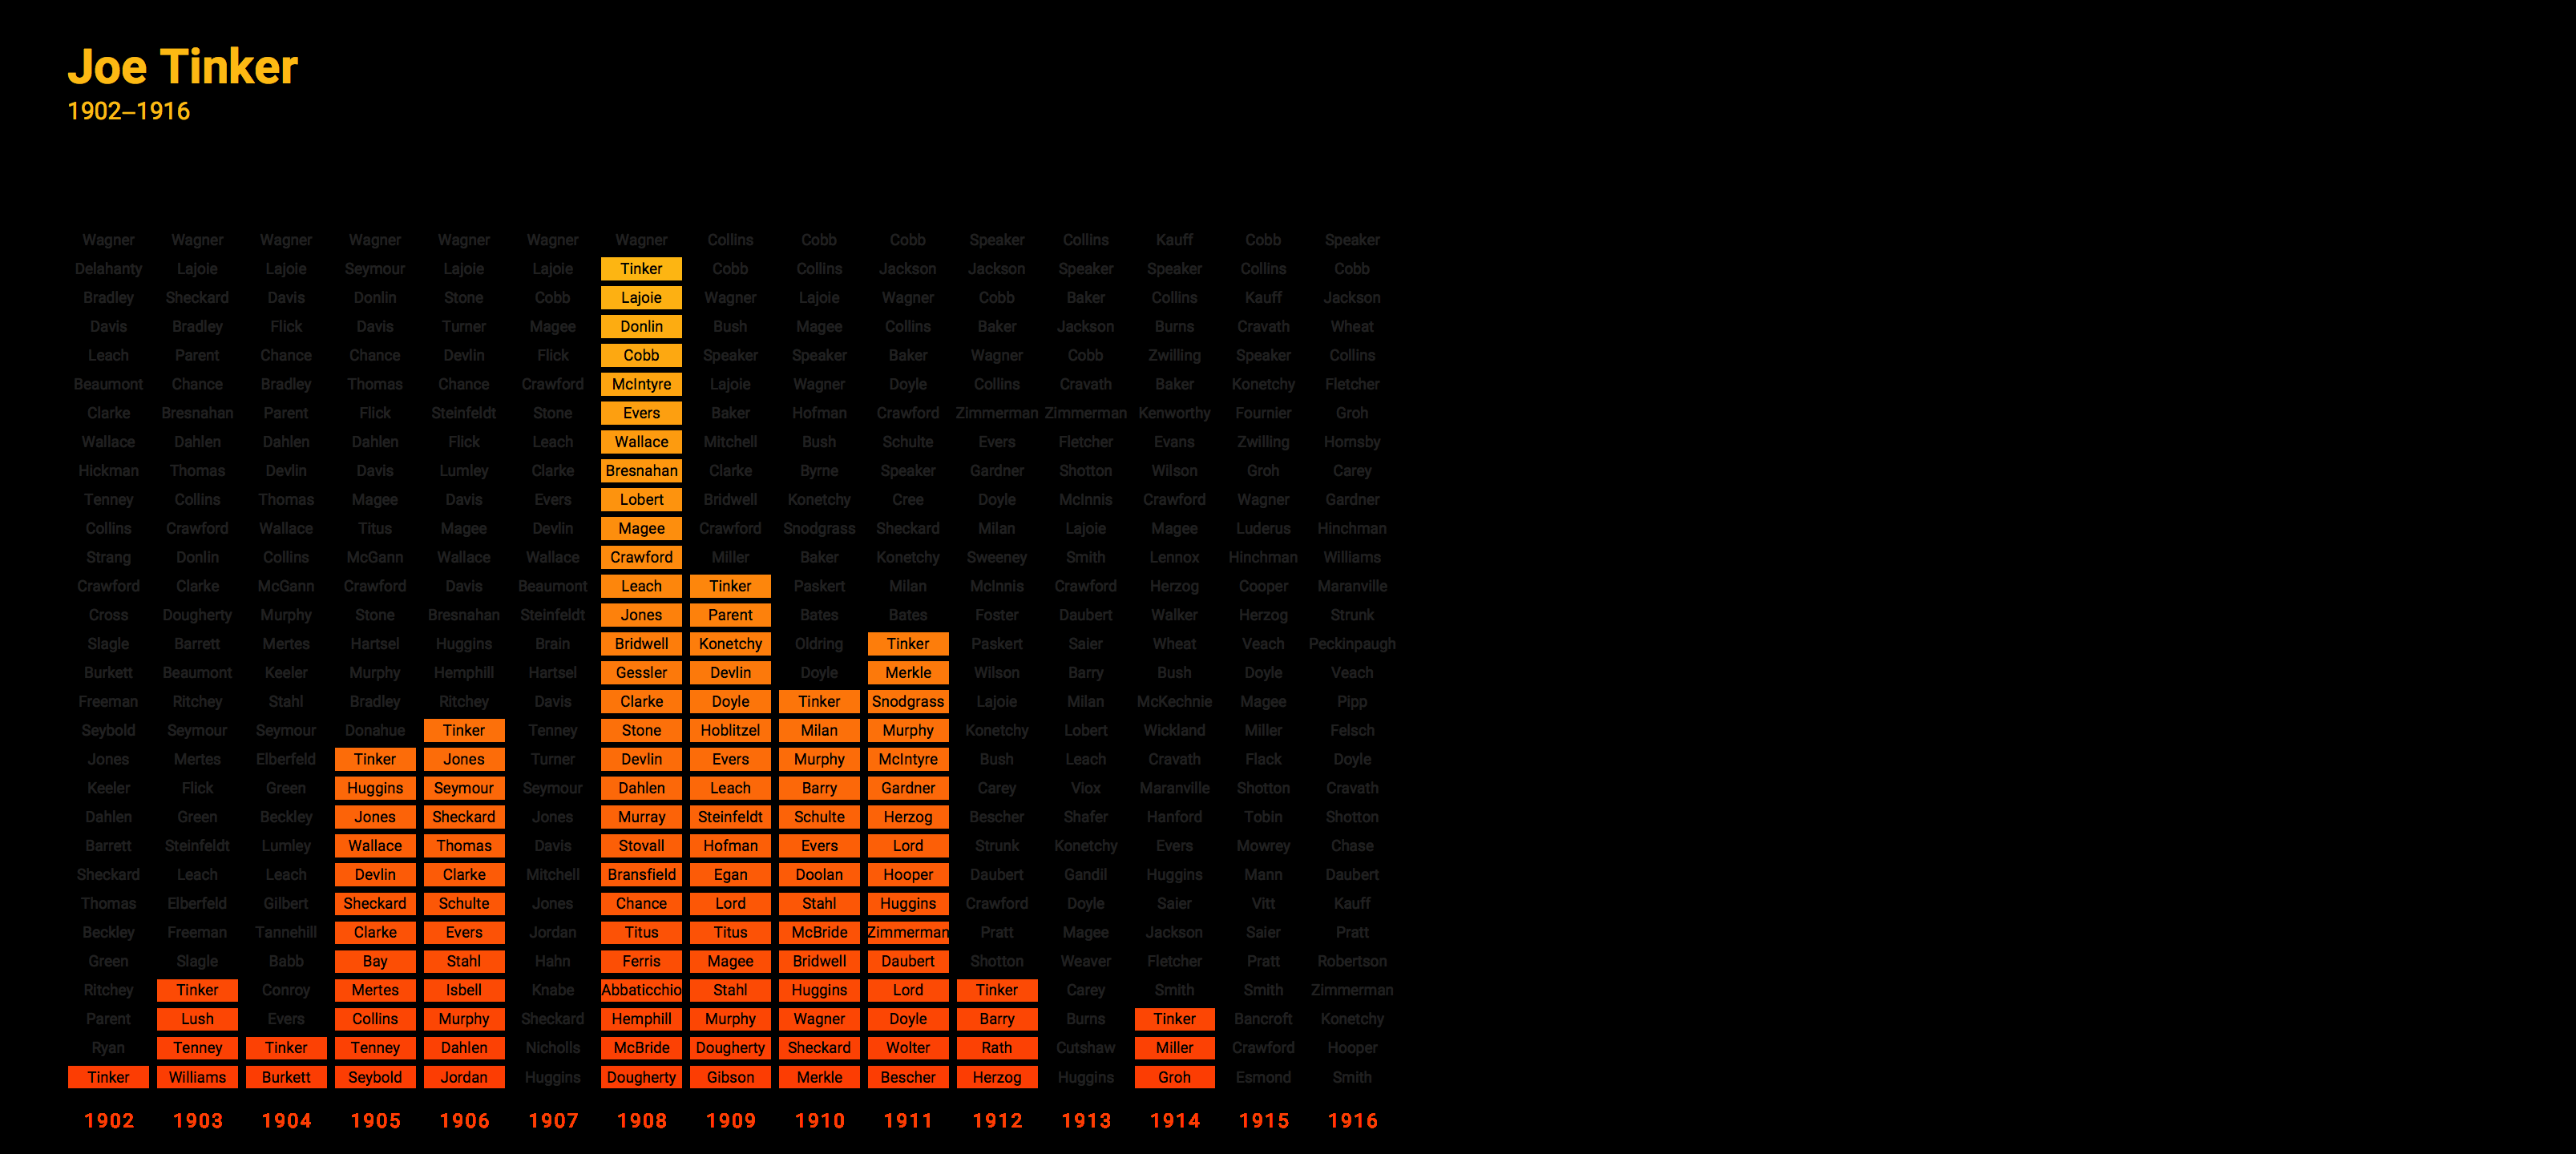 Joe Tinker
1902–1916
Wagner Wagner Wagner Wagner Wagner Wagner Wagner Collins Cobb Cobb Speaker Collins Kauff Cobb Speaker
Delahanty Lajoie Lajoie Seymour Lajoie Lajoie Tinker Cobb Collins Jackson Jackson Speaker Speaker Collins Cobb
Bradley Sheckard Davis Donlin Stone Cobb Lajoie Wagner Lajoie Wagner Cobb Baker Collins Kauff Jackson
Davis Bradley Flick Davis Turner Magee Donlin Bush Magee Collins Baker Jackson Burns Cravath Wheat
Leach Parent Chance Chance Devlin Flick Cobb Speaker Speaker Baker Wagner Cobb Zwilling Speaker Collins
Beaumont Chance Bradley Thomas Chance Crawford McIntyre Lajoie Wagner Doyle Collins Cravath Baker Konetchy Fletcher
Clarke Bresnahan Parent Flick Steinfeldt Stone Evers Baker Hofman Crawford Zimmerman Zimmerman Kenworthy Fournier Groh
Wallace Dahlen Dahlen Dahlen Flick Leach Wallace Mitchell Bush Schulte Evers Fletcher Evans Zwilling Hornsby
Hickman Thomas Devlin Davis Lumley Clarke Bresnahan Clarke Byrne Speaker Gardner Shotton Wilson Groh Carey
Tenney Collins Thomas Magee Davis Evers Lobert Bridwell Konetchy Cree Doyle McInnis Crawford Wagner Gardner
Collins Crawford Wallace Titus Magee Devlin Magee Crawford Snodgrass Sheckard Milan Lajoie Magee Luderus Hinchman
Strang Donlin Collins McGann Wallace Wallace Crawford Miller Baker Konetchy Sweeney Smith Lennox Hinchman Williams
Crawford Clarke McGann Crawford Davis Beaumont Leach Tinker Paskert Milan McInnis Crawford Herzog Cooper Maranville
Cross Dougherty Murphy Stone Bresnahan Steinfeldt Jones Parent Bates Bates Foster Daubert Walker Herzog Strunk
Slagle Barrett Mertes Hartsel Huggins Brain Bridwell Konetchy Oldring Tinker Paskert Saier Wheat Veach Peckinpaugh
Burkett Beaumont Keeler Murphy Hemphill Hartsel Gessler Devlin Doyle Merkle Wilson Barry Bush Doyle Veach
Freeman Ritchey Stahl Bradley Ritchey Davis Clarke Doyle Tinker Snodgrass Lajoie Milan McKechnie Magee Pipp
Seybold Seymour Seymour Donahue Tinker Tenney Stone Hoblitzel Milan Murphy Konetchy Lobert Wickland Miller Felsch
Jones Mertes Elberfeld Tinker Jones Turner Devlin Evers Murphy McIntyre Bush Leach Cravath Flack Doyle
Keeler Flick Green Huggins Seymour Seymour Dahlen Leach Barry Gardner Carey Viox Maranville Shotton Cravath
Dahlen Green Beckley Jones Sheckard Jones Murray Steinfeldt Schulte Herzog Bescher Shafer Hanford Tobin Shotton
Barrett Steinfeldt Lumley Wallace Thomas Davis Stovall Hofman Evers Lord Strunk Konetchy Evers Mowrey Chase
Sheckard Leach Leach Devlin Clarke Mitchell Bransfield Egan Doolan Hooper Daubert Gandil Huggins Mann Daubert
Thomas Elberfeld Gilbert Sheckard Schulte Jones Chance Lord Stahl Huggins Crawford Doyle Saier Vitt Kauff
Beckley Freeman Tannehill Clarke Evers Jordan Titus Titus McBride Zimmerman Pratt Magee Jackson Saier Pratt
Green Slagle Babb Bay Stahl Hahn Ferris Magee Bridwell Daubert Shotton Weaver Fletcher Pratt Robertson
Ritchey Tinker Conroy Mertes Isbell Knabe Abbaticchio Stahl Huggins Lord Tinker Carey Smith Smith Zimmerman
Parent Lush Evers Collins Murphy Sheckard Hemphill Murphy Wagner Doyle Barry Burns Tinker Bancroft Konetchy
Ryan Tenney Tinker Tenney Dahlen Nicholls McBride Dougherty Sheckard Wolter Rath Cutshaw Miller Crawford Hooper
Tinker Williams Burkett Seybold Jordan Huggins Dougherty Gibson Merkle Bescher Herzog Huggins Groh Esmond Smith
1902 1903 1904 1905 1906 1907 1908 1909 1910 1911 1912 1913 1914 1915 1916